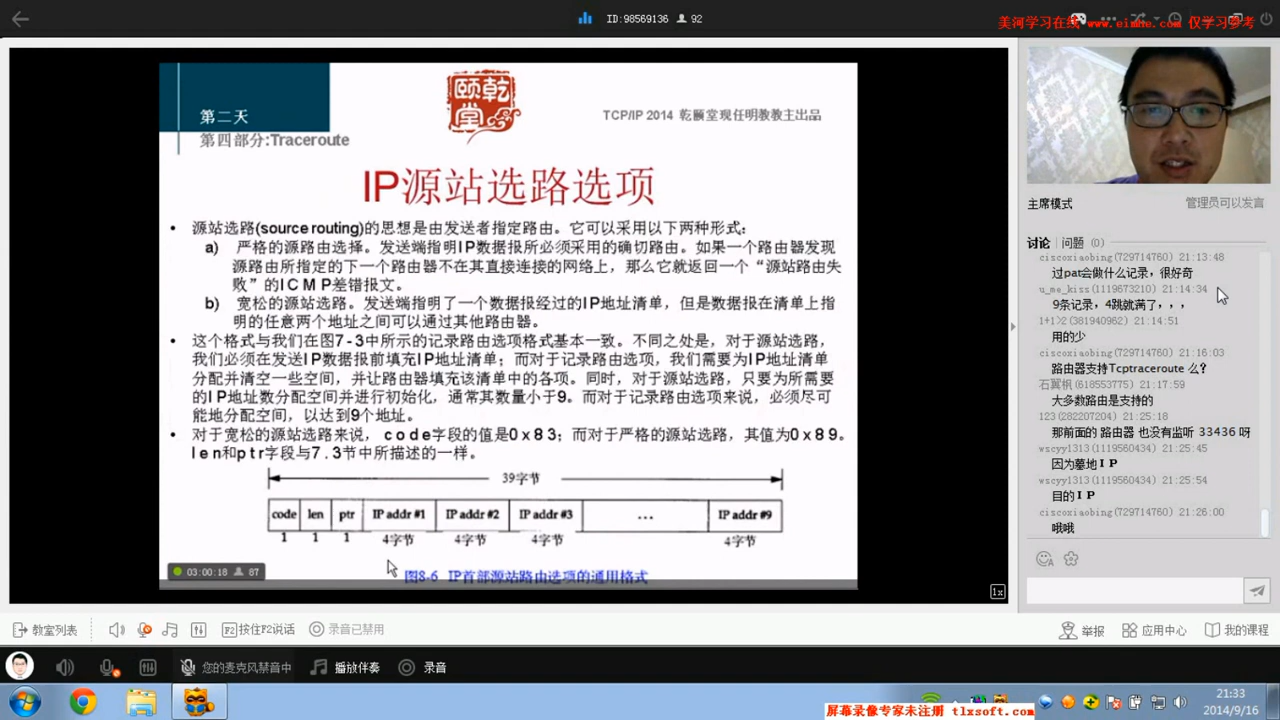 ID:98569136 92
美河学习在线 www.eimhe.com 仅学习参考
第二天
第四部分:Traceroute
颐乾堂
TCP/IP 2014 乾颐堂现任明教教主出品
IP源站选路选项
• 源站选路(source routing)的思想是由发送者指定路由。它可以采用以下两种形式：
a) 严格的源路由选择。发送端指明IP数据报所必须采用的确切路由。如果一个路由器发现
源路由所指定的下一个路由器不在其直接连接的网络上，那么它就返回一个“源站路由失
败”的ICMP差错报文。
b) 宽松的源站选路。发送端指明了一个数据报经过的IP地址清单，但是数据报在清单上指
明的任意两个地址之间可以通过其他路由器。
• 这个格式与我们在图7-3中所示的记录路由选项格式基本一致。不同之处是，对于源站选路，
我们必须在发送IP数据报前填充IP地址清单；而对于记录路由选项，我们需要为IP地址清单
分配并清空一些空间，并让路由器填充该清单中的各项。同时，对于源站选路，只要为所需要
的IP地址数分配空间并进行初始化，通常其数量小于9。而对于记录路由选项来说，必须尽可
能地分配空间，以达到9个地址。
• 对于宽松的源站选路来说，code字段的值是0x83；而对于严格的源站选路，其值为0x89。
len和ptr字段与7.3节中所描述的一样。
39字节
code len ptr IP addr #1 IP addr #2 IP addr #3 … IP addr #9
1 1 1 4字节 4字节 4字节 4字节
图8-6 IP首部源站路由选项的通用格式
03:00:18 87
1x
主席模式 管理员可以发言
讨论 问题 (0)
ciscoxiaobing(729714760) 21:13:48
过pat会做什么记录，很好奇
u_me_kiss(1119673210) 21:14:34
9条记录，4跳就满了，，，
1+1>2(381940962) 21:14:51
用的少
ciscoxiaobing(729714760) 21:16:03
路由器支持Tcptraceroute 么?
石翼帆(618553775) 21:17:59
大多数路由是支持的
123(282207204) 21:25:18
那前面的 路由器 也没有监听 33436 呀
wscyy1313(1119560434) 21:25:45
因为墓地ＩＰ
wscyy1313(1119560434) 21:25:54
目的ＩＰ
ciscoxiaobing(729714760) 21:26:00
哦哦
教室列表 F2 按住F2说话 录音已禁用 举报 应用中心 我的课程
您的麦克风禁音中 播放伴奏 录音
21:33
2014/9/16
屏幕录像专家未注册 tlxsoft.com